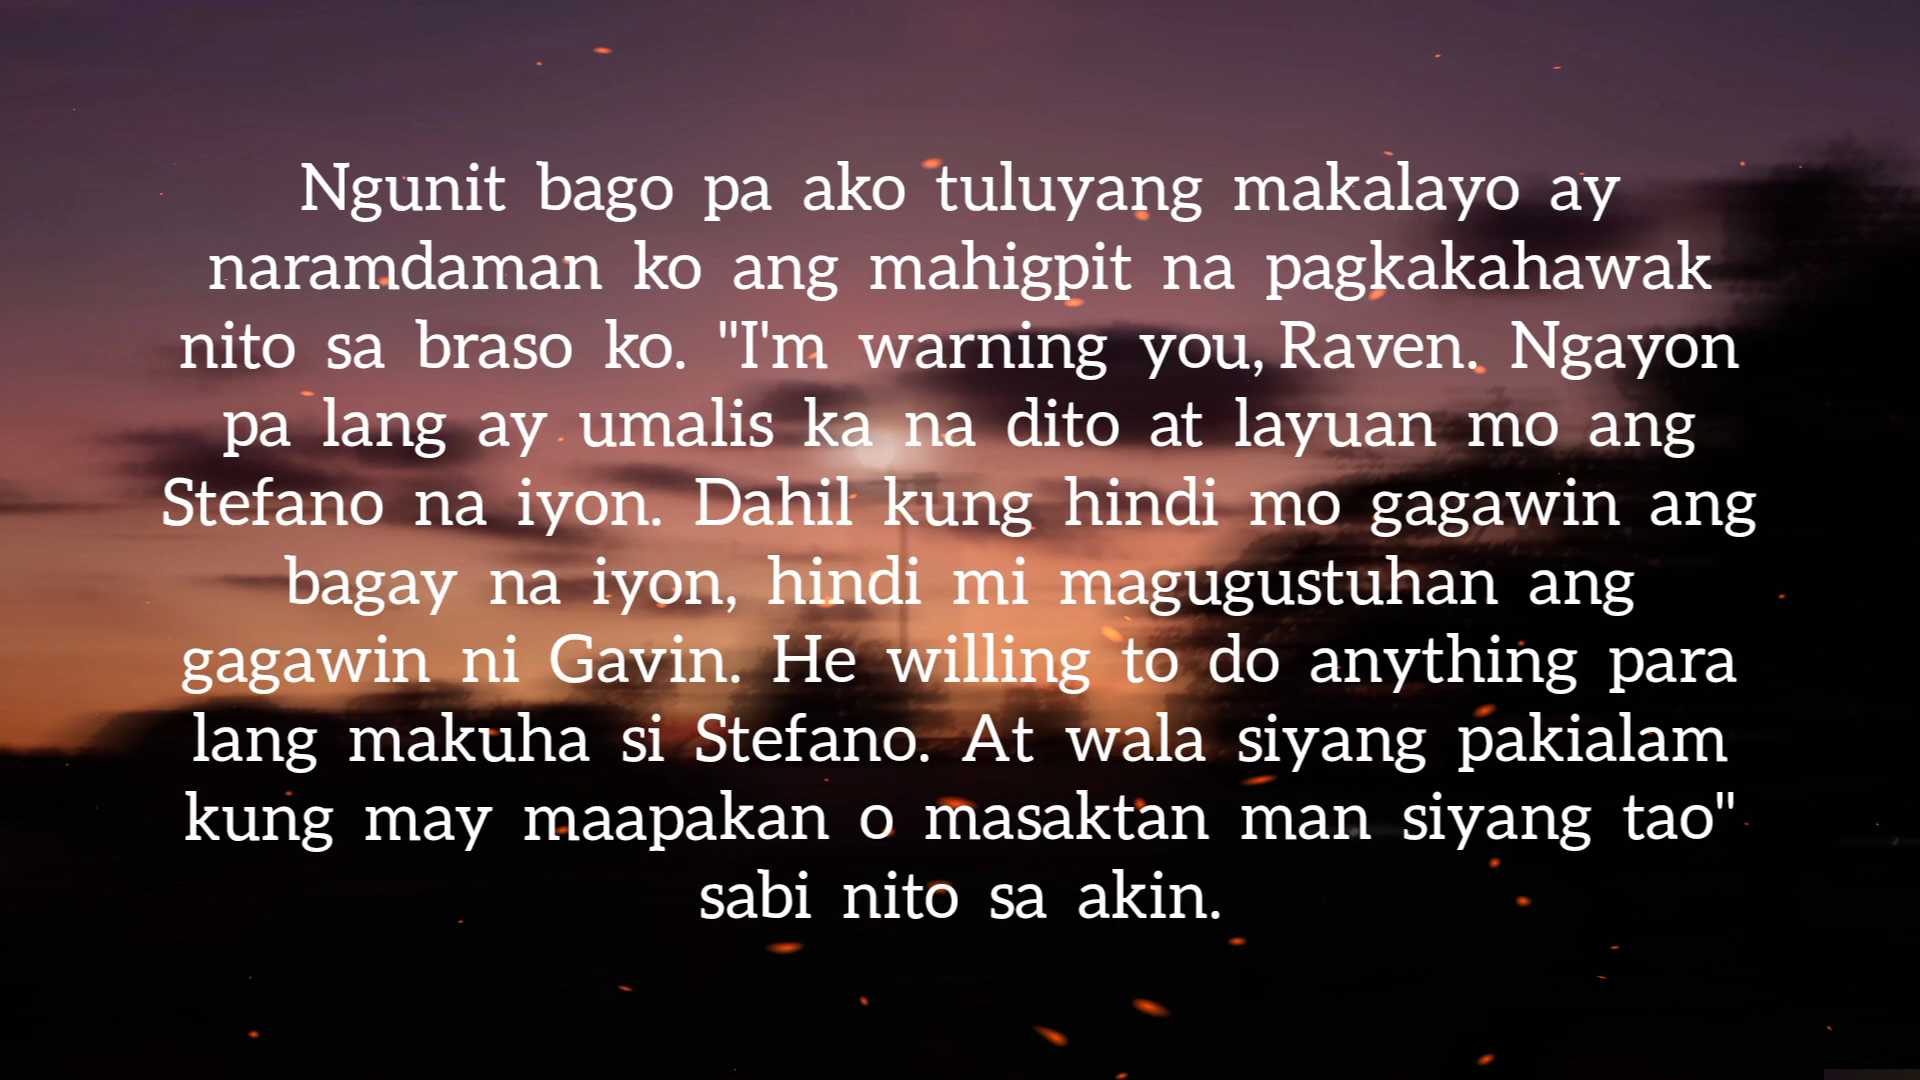 Ngunit bago pa ako tuluyang makalayo ay
naramdaman ko ang mahigpit na pagkakahawak
nito sa braso ko. "I'm warning you, Raven. Ngayon
pa lang ay umalis ka na dito at layuan mo ang
Stefano na iyon. Dahil kung hindi mo gagawin ang
bagay na iyon, hindi mi magugustuhan ang
gagawin ni Gavin. He willing to do anything para
lang makuha si Stefano. At wala siyang pakialam
kung may maapakan o masaktan man siyang tao"
sabi nito sa akin.